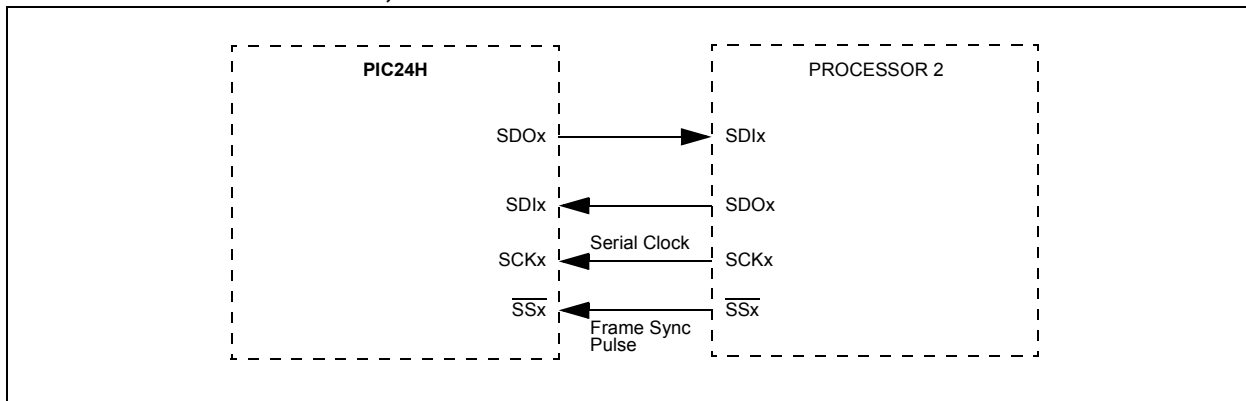 PIC24H
PROCESSOR 2
SDOx
SDIx
SDIx
SDOx
Serial Clock
SCKx
SCKx
SSx
SSx
Frame Sync
Pulse